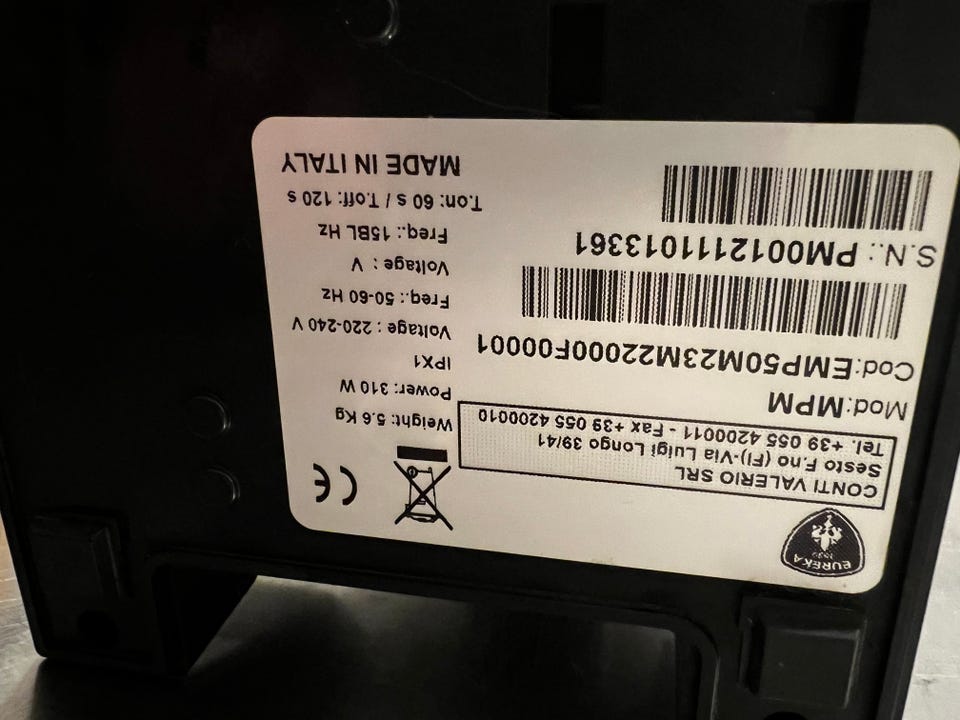 EUREKA
1920
CONTI VALERIO SRL
Sesto F.no (FI)-Via Luigi Longo 39/41
Tel. +39 055 4200011 - Fax +39 055 4200010
Mod:MPM
Cod:EMP50M23M22000F00001
S.N.: PM0012111013361
CE
Weight: 5.6 Kg
Power: 310 W
IPX1
Voltage : 220-240 V
Freq.: 50-60 Hz
Voltage : V
Freq.: 15BL Hz
T.on: 60 s / T.off: 120 s
MADE IN ITALY